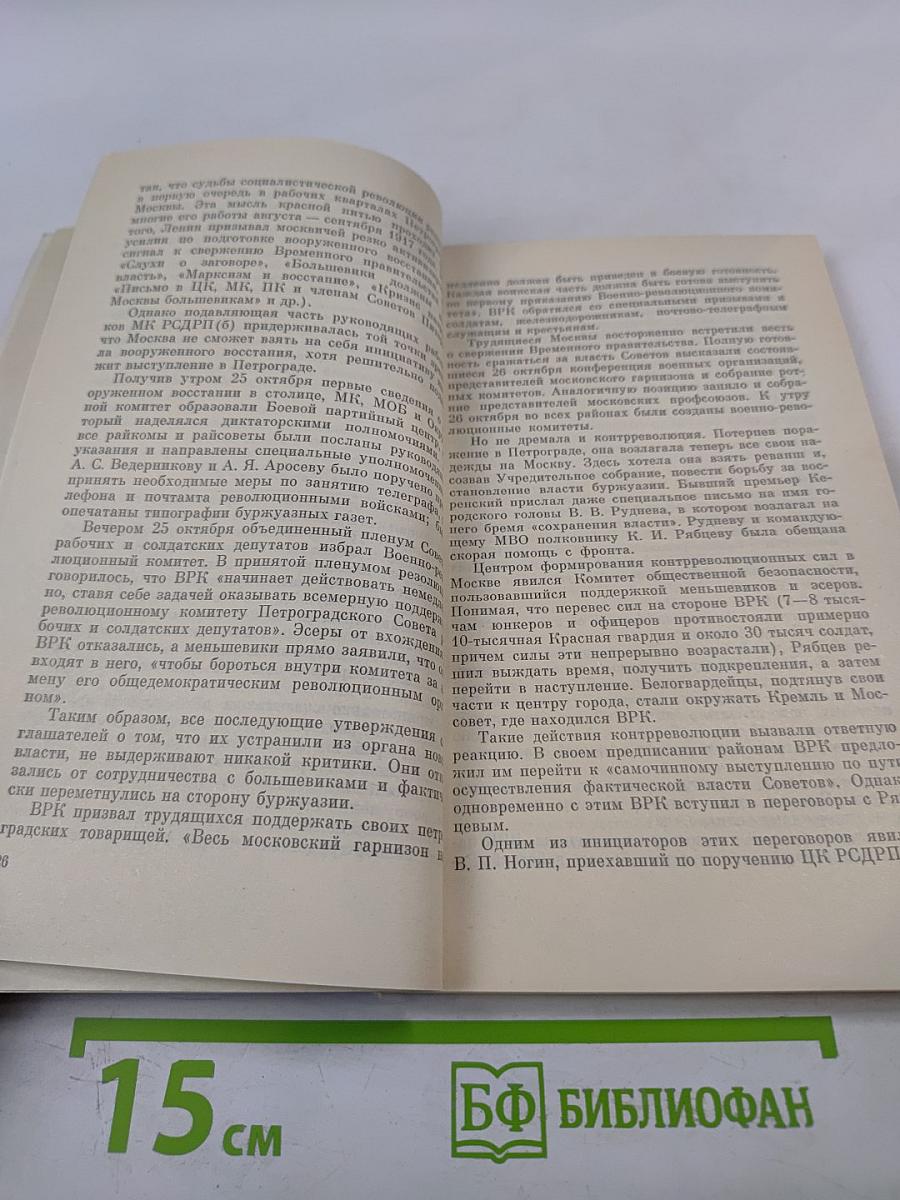 тал, что судьбы социалистической революции
в первую очередь в рабочих кварталах
Москвы. Эта мысль красной нитью
многие его работы августа — сентября 1917
того, Ленин призывал москвичей резко
усилия по подготовке вооруженного
сигнал к свержению Временного
«Слухи о заговоре», «Большевики должны
власть», «Марксизм и восстание», «Кризис
«Письмо в ЦК, МК, ПК и членам Советов
Москвы большевикам» и др.).
Однако подавляющая часть руководящих
ков МК РСДРП(б) придерживалась той точки
что Москва не сможет взять на себя
ла вооруженного восстания, хотя решительно
жит выступление в Петрограде.
Получив утром 25 октября первые сведения
оруженном восстании в столице, МК, МОБ и
ной комитет образовали Боевой партийный центр
торый наделялся диктаторскими полномочиями.
все райкомы и райсоветы были посланы
указания и направлены специальные
А. С. Ведерникову и А. Я. Аросеву было поручено
принять необходимые меры по занятию телеграфа,
лефона и почтамта революционными войсками;
опечатаны типографии буржуазных газет.
Вечером 25 октября объединенный пленум
рабочих и солдатских депутатов избрал
люционный комитет. В принятой пленумом
говорилось, что ВРК «начинает действовать
но, ставя себе задачей оказывать всемерную
революционному комитету Петроградского Совета
бочих и солдатских депутатов». Эсеры от
ВРК отказались, а меньшевики прямо заявили, что
входят в него, «чтобы бороться внутри комитета за
мену его общедемократическим революционным
ном».
Таким образом, все последующие утверждения
глашателей о том, что их устранили из органа
власти, не выдерживают никакой критики. Они
зались от сотрудничества с большевиками и
ски переметнулись на сторону буржуазии.
ВРК призвал трудящихся поддержать своих
градских товарищей. «Весь московский гарнизон
26
медленно должен быть приведен в боевую готовность.
Каждая воинская часть должна быть готова выступить
по первому приказанию Военно-революционного коми-
тета». ВРК обратился со специальными призывами к
солдатам, железнодорожникам, почтово-телеграфным
служащим и крестьянам.
Трудящиеся Москвы восторженно встретили весть
о свержении Временного правительства. Полную готов-
ность сражаться за власть Советов высказали состояв-
шиеся 26 октября конференция военных организаций,
представителей московского гарнизона и собрание рот-
ных комитетов. Аналогичную позицию заняло и собра-
ние представителей московских профсоюзов. К утру
26 октября во всех районах были созданы военно-рево-
люционные комитеты.
Но не дремала и контрреволюция. Потерпев пора-
жение в Петрограде, она возлагала теперь все свои на-
дежды на Москву. Здесь хотела она взять реванш и,
созвав Учредительное собрание, повести борьбу за вос-
становление власти буржуазии. Бывший премьер Ке-
ренский прислал даже специальное письмо на имя го-
родского головы В. В. Руднева, в котором возлагал на
него бремя «сохранения власти». Рудневу и командую-
щему МВО полковнику К. И. Рябцеву была обещана
скорая помощь с фронта.
Центром формирования контрреволюционных сил в
Москве явился Комитет общественной безопасности,
пользовавшийся поддержкой меньшевиков и эсеров.
Понимая, что перевес сил на стороне ВРК (7—8 тыся-
чам юнкеров и офицеров противостояли примерно
10-тысячная Красная гвардия и около 30 тысяч солдат,
причем силы эти непрерывно возрастали), Рябцев ре-
шил выждать время, получить подкрепления, а затем
перейти в наступление. Белогвардейцы, подтянув свои
части к центру города, стали окружать Кремль и Мос-
совет, где находился ВРК.
Такие действия контрреволюции вызвали ответную
реакцию. В своем предписании районам ВРК предло-
жил им перейти к «самочинному выступлению по пути
осуществления фактической власти Советов». Однак
одновременно с этим ВРК вступил в переговоры с Ря
цевым.
Одним из инициаторов этих переговоров явил
В. П. Ногин, приехавший по поручению ЦК РСДРП
15 см
БФ БИБЛИОФАН